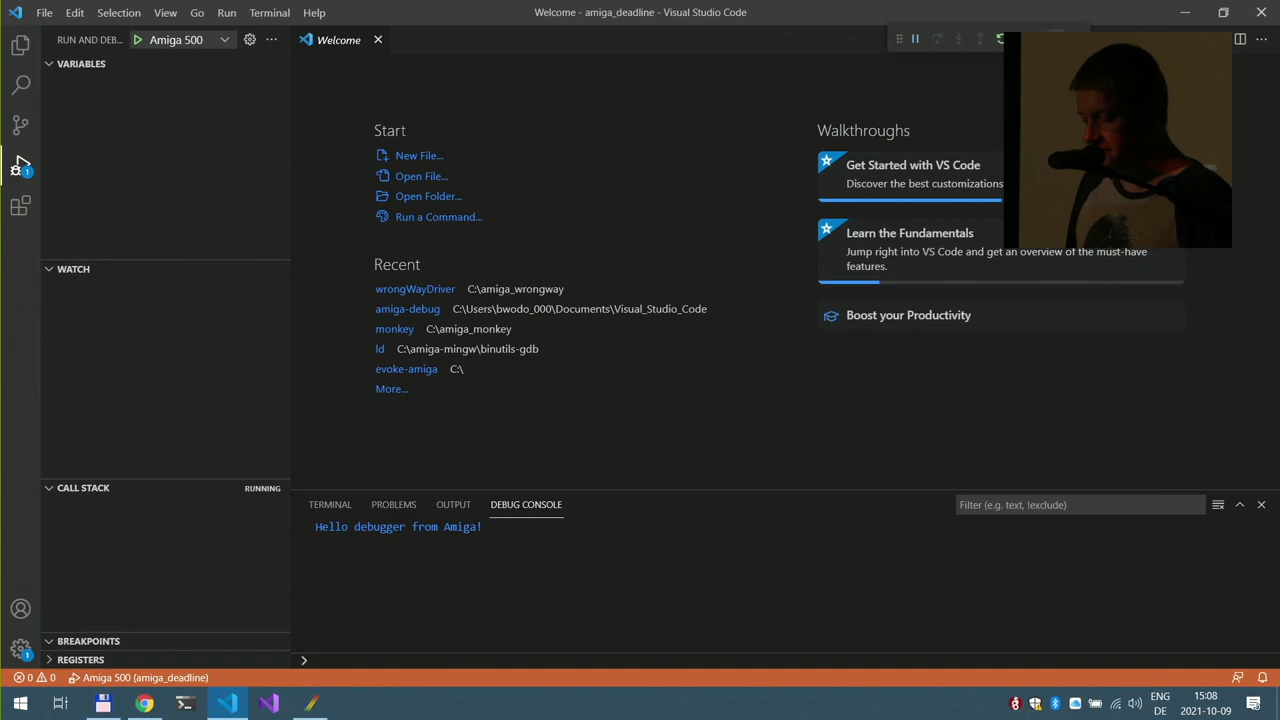 File Edit Selection View Go Run Terminal Help
Welcome - amiga_deadline - Visual Studio Code
RUN AND DEB... Amiga 500
Welcome
VARIABLES
WATCH
CALL STACK RUNNING
BREAKPOINTS
REGISTERS
Start
New File...
Open File...
Open Folder...
Run a Command...
Recent
wrongWayDriver C:\amiga_wrongway
amiga-debug C:\Users\bwodo_000\Documents\Visual_Studio_Code
monkey C:\amiga_monkey
ld C:\amiga-mingw\binutils-gdb
evoke-amiga C:\
More...
Walkthroughs
Get Started with VS Code
Discover the best customizations
Learn the Fundamentals
Jump right into VS Code and get an overview of the must-have
features.
Boost your Productivity
TERMINAL PROBLEMS OUTPUT DEBUG CONSOLE
Filter (e.g. text, !exclude)
Hello debugger from Amiga!
1
1
0 0 Amiga 500 (amiga_deadline)
ENG
DE
15:08
2021-10-09